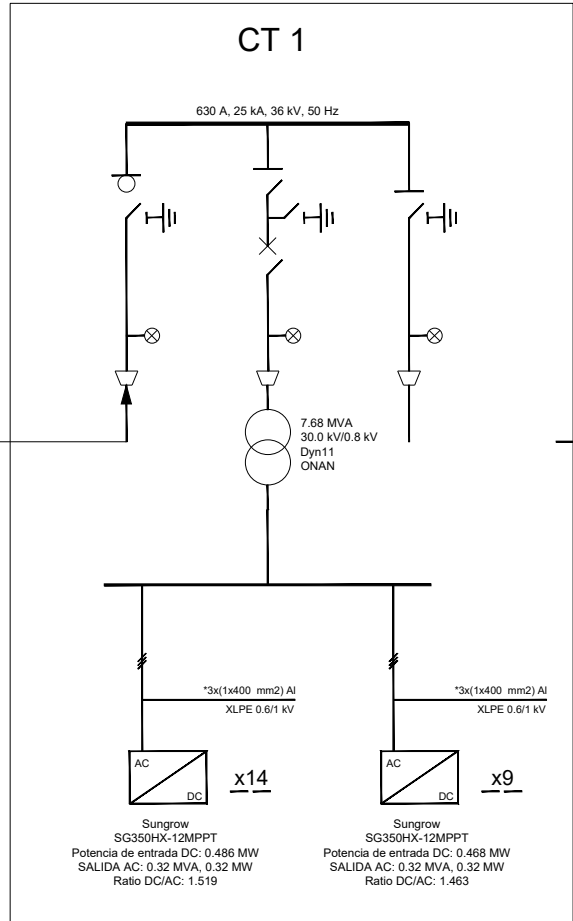 CT 1
630 A, 25 kA, 36 kV, 50 Hz
7.68 MVA
30.0 kV/0.8 kV
Dyn11
ONAN
*3x(1x400 mm2) Al
XLPE 0.6/1 kV
*3x(1x400 mm2) Al
XLPE 0.6/1 kV
AC
DC
x14
AC
DC
x9
Sungrow
SG350HX-12MPPT
Potencia de entrada DC: 0.486 MW
SALIDA AC: 0.32 MVA, 0.32 MW
Ratio DC/AC: 1.519
Sungrow
SG350HX-12MPPT
Potencia de entrada DC: 0.468 MW
SALIDA AC: 0.32 MVA, 0.32 MW
Ratio DC/AC: 1.463